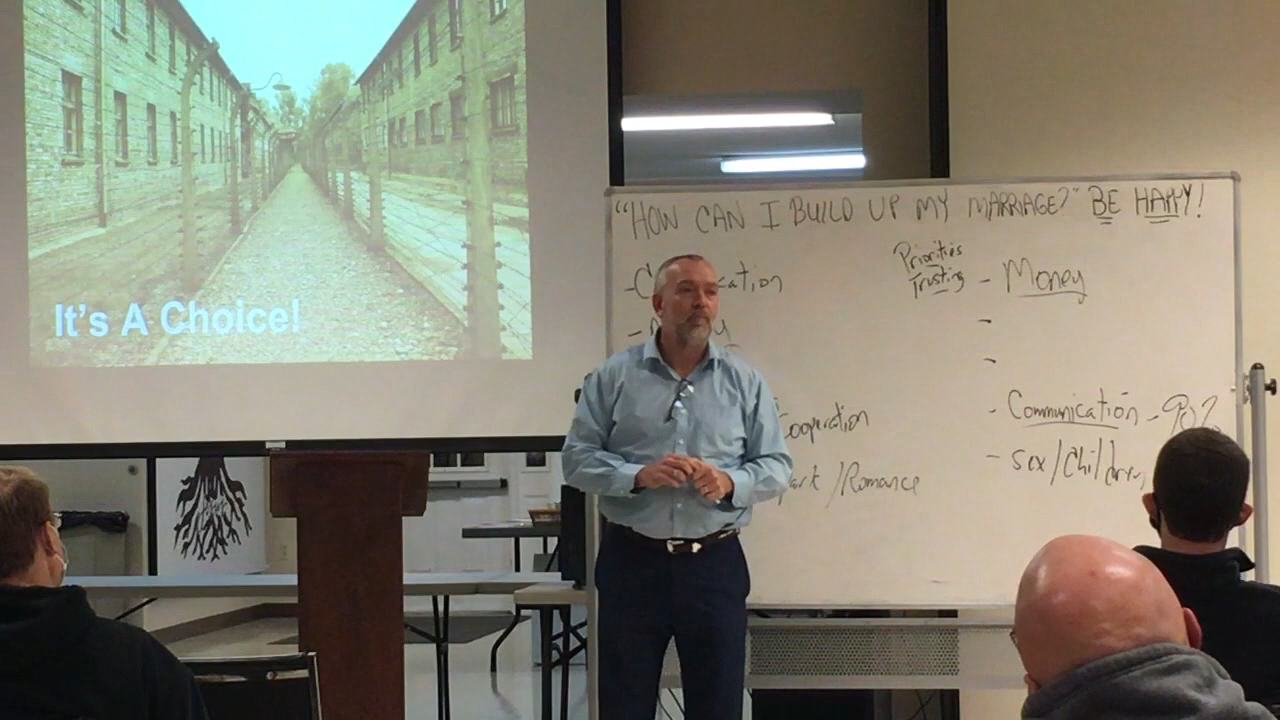 It's A Choice!
"HOW CAN I BUILD UP MY MARRIAGE?" BE HAPPY!
Priorities
Trusting - Money
-
-
- Communication -
- Sex/Children
Cooperation
/Romance